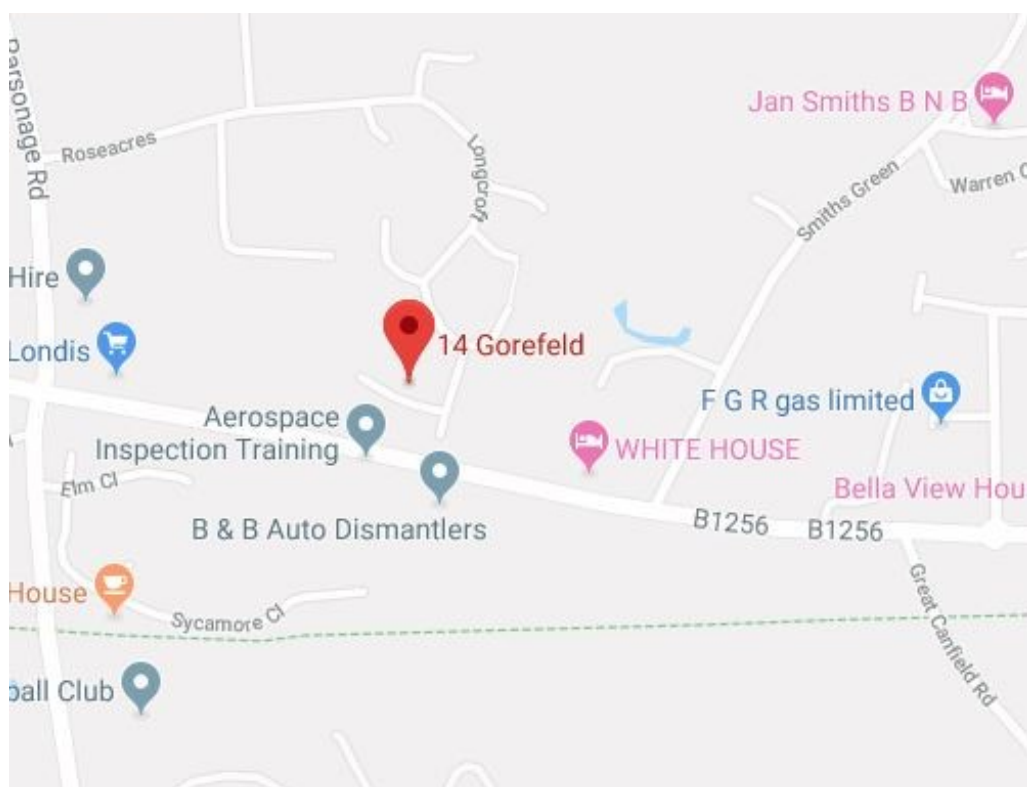 Parsonage Rd
Jan Smiths B N B
Roseacres
Longcroft
Smiths Green
Warren C
Hire
Londis
14 Gorefeld
Aerospace
Inspection Training
F G R gas limited
WHITE HOUSE
Elm Cl
Bella View Hou
B & B Auto Dismantlers
B1256
B1256
House
Sycamore Cl
Great Canfield Rd
ball Club